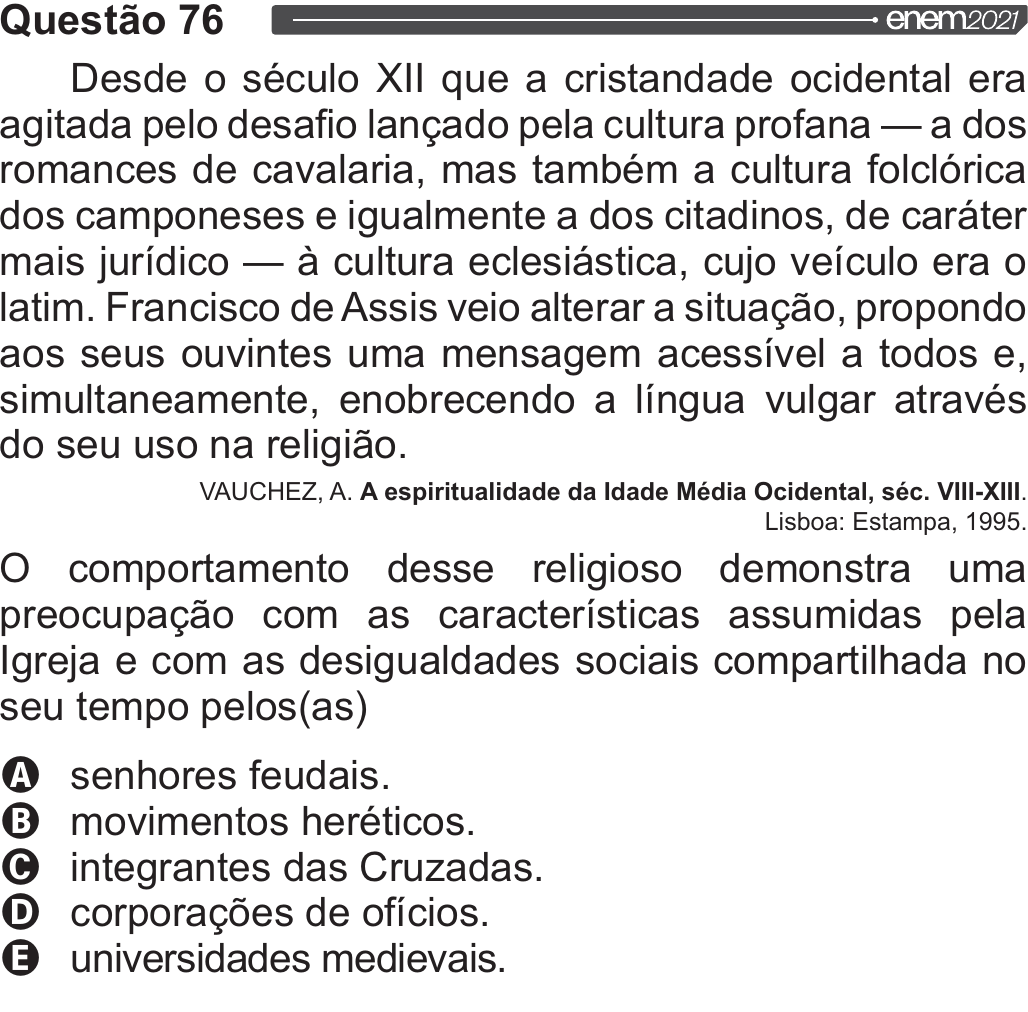 Questão 76
enem2021
Desde o século XII que a cristandade ocidental era
agitada pelo desafio lançado pela cultura profana — a dos
romances de cavalaria, mas também a cultura folclórica
dos camponeses e igualmente a dos citadinos, de caráter
mais jurídico — à cultura eclesiástica, cujo veículo era o
latim. Francisco de Assis veio alterar a situação, propondo
aos seus ouvintes uma mensagem acessível a todos e,
simultaneamente, enobrecendo a língua vulgar através
do seu uso na religião.
VAUCHEZ, A. A espiritualidade da Idade Média Ocidental, séc. VIII-XIII.
Lisboa: Estampa, 1995.
O comportamento desse religioso demonstra uma
preocupação com as características assumidas pela
Igreja e com as desigualdades sociais compartilhada no
seu tempo pelos(as)
A senhores feudais.
B movimentos heréticos.
C integrantes das Cruzadas.
D corporações de ofícios.
E universidades medievais.